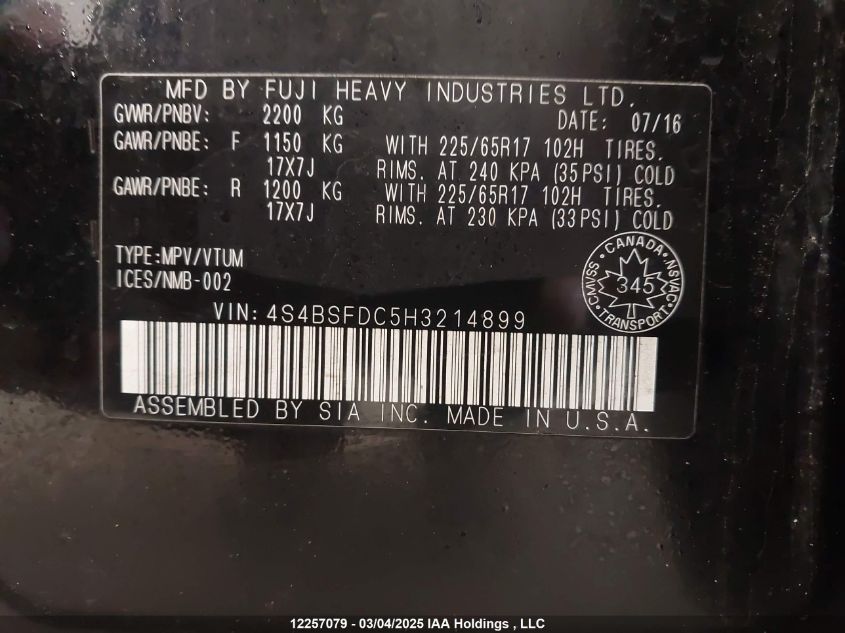 MFD BY FUJI HEAVY INDUSTRIES LTD.
GVWR/PNBV: 2200 KG DATE: 07/16
GAWR/PNBE: F 1150 KG WITH 225/65R17 102H TIRES.
17X7J RIMS. AT 240 KPA (35PSI) COLD
GAWR/PNBE: R 1200 KG WITH 225/65R17 102H TIRES.
17X7J RIMS. AT 230 KPA (33PSI) COLD
TYPE:MPV/VTUM
ICES/NMB-002
CMVSS · CANADA · NSVAC · TRANSPORT ·
345
VIN: 4S4BSFDC5H3214899
ASSEMBLED BY SIA INC. MADE IN U.S.A.
12257079 - 03/04/2025 IAA Holdings , LLC